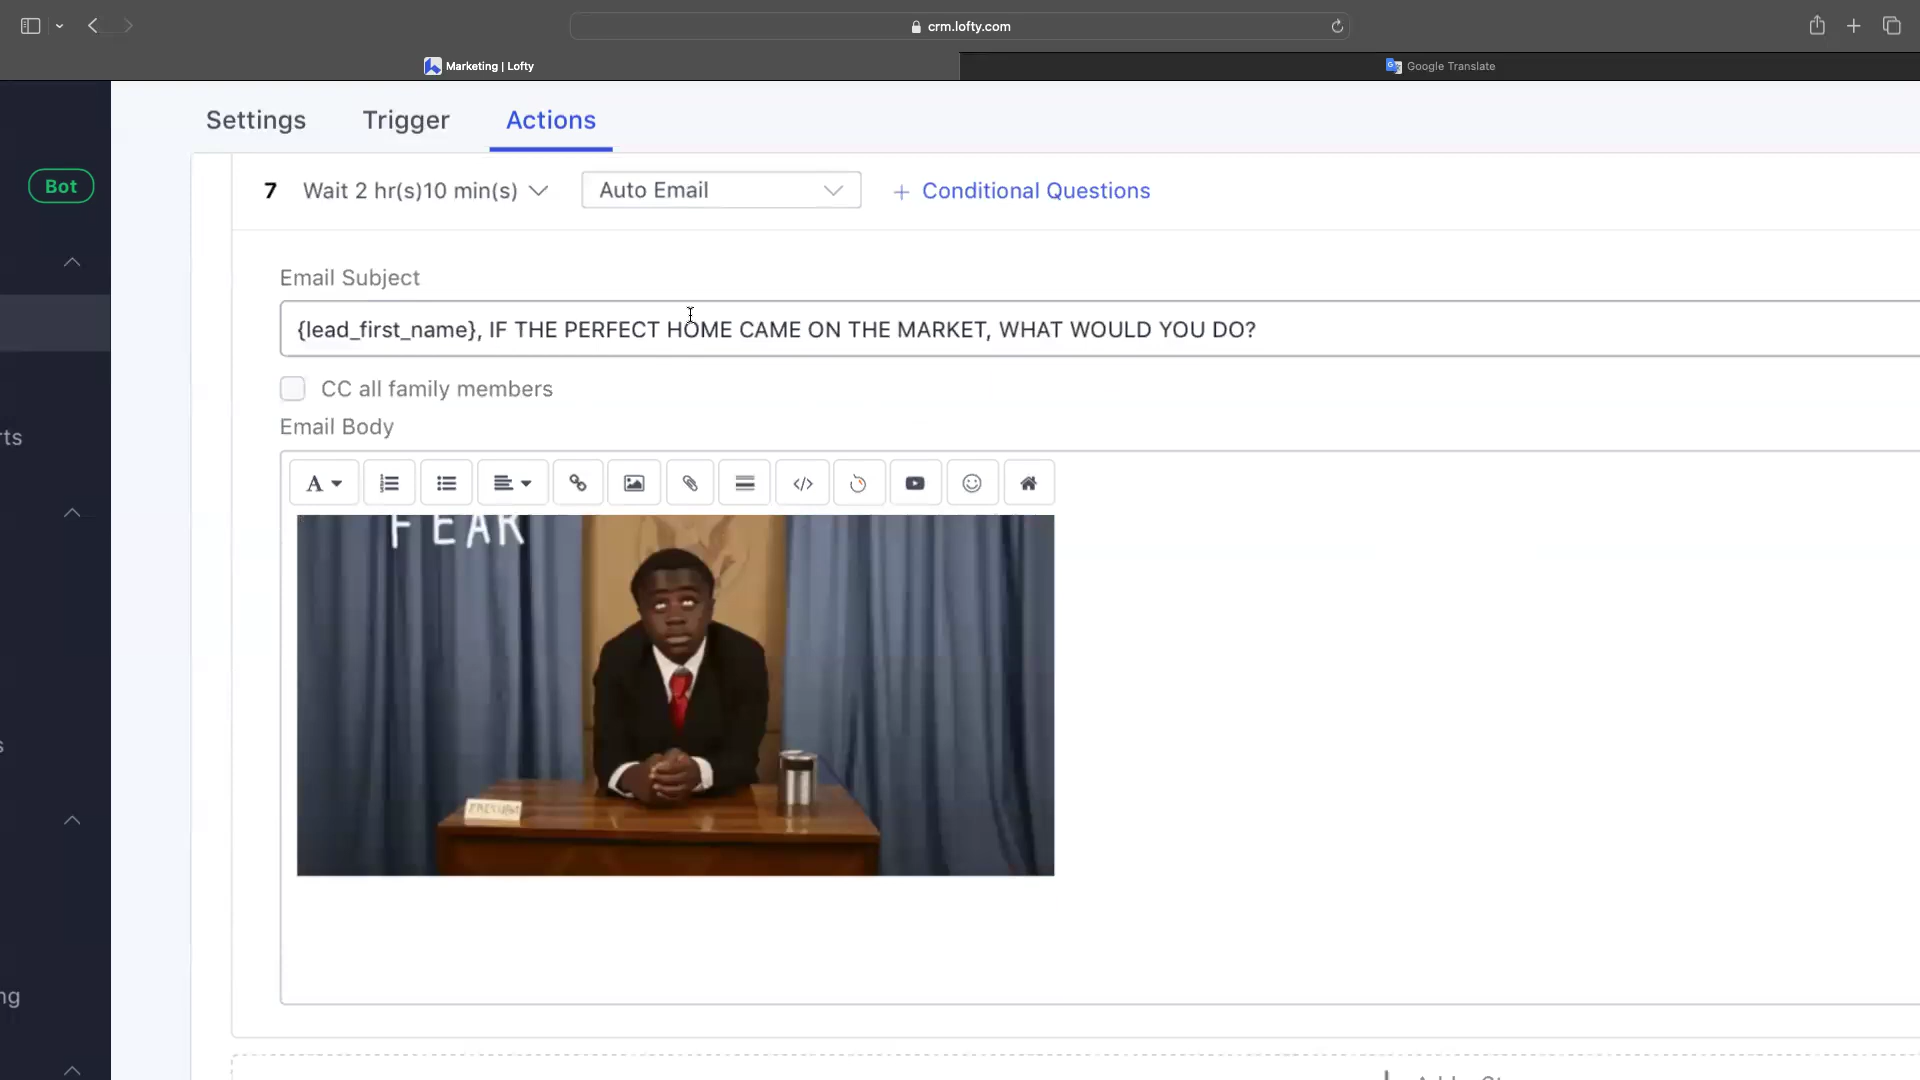 crm.lofty.com
Marketing | Lofty
Google Translate
Settings
Trigger
Actions
Bot
7
Wait 2 hr(s)10 min(s)
Auto Email
+ Conditional Questions
Email Subject
{lead_first_name}, IF THE PERFECT HOME CAME ON THE MARKET, WHAT WOULD YOU DO?
CC all family members
Email Body
A
FEAR
PRESIDENT
rts
s
ng